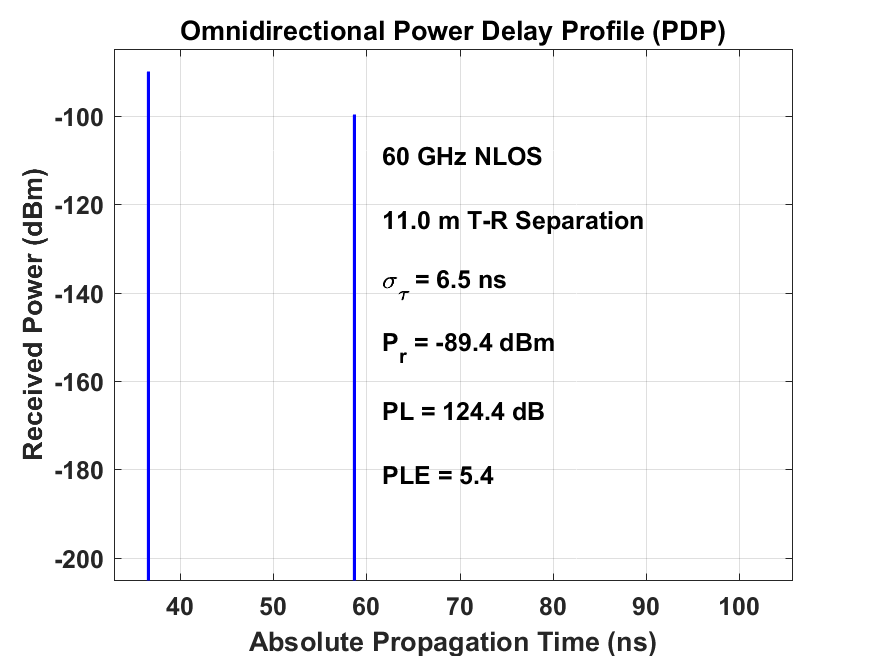 Omnidirectional Power Delay Profile (PDP)
Received Power (dBm)
-100
-120
-140
-160
-180
-200
60 GHz NLOS
11.0 m T-R Separation
σ_τ = 6.5 ns
P_r = -89.4 dBm
PL = 124.4 dB
PLE = 5.4
40 50 60 70 80 90 100
Absolute Propagation Time (ns)